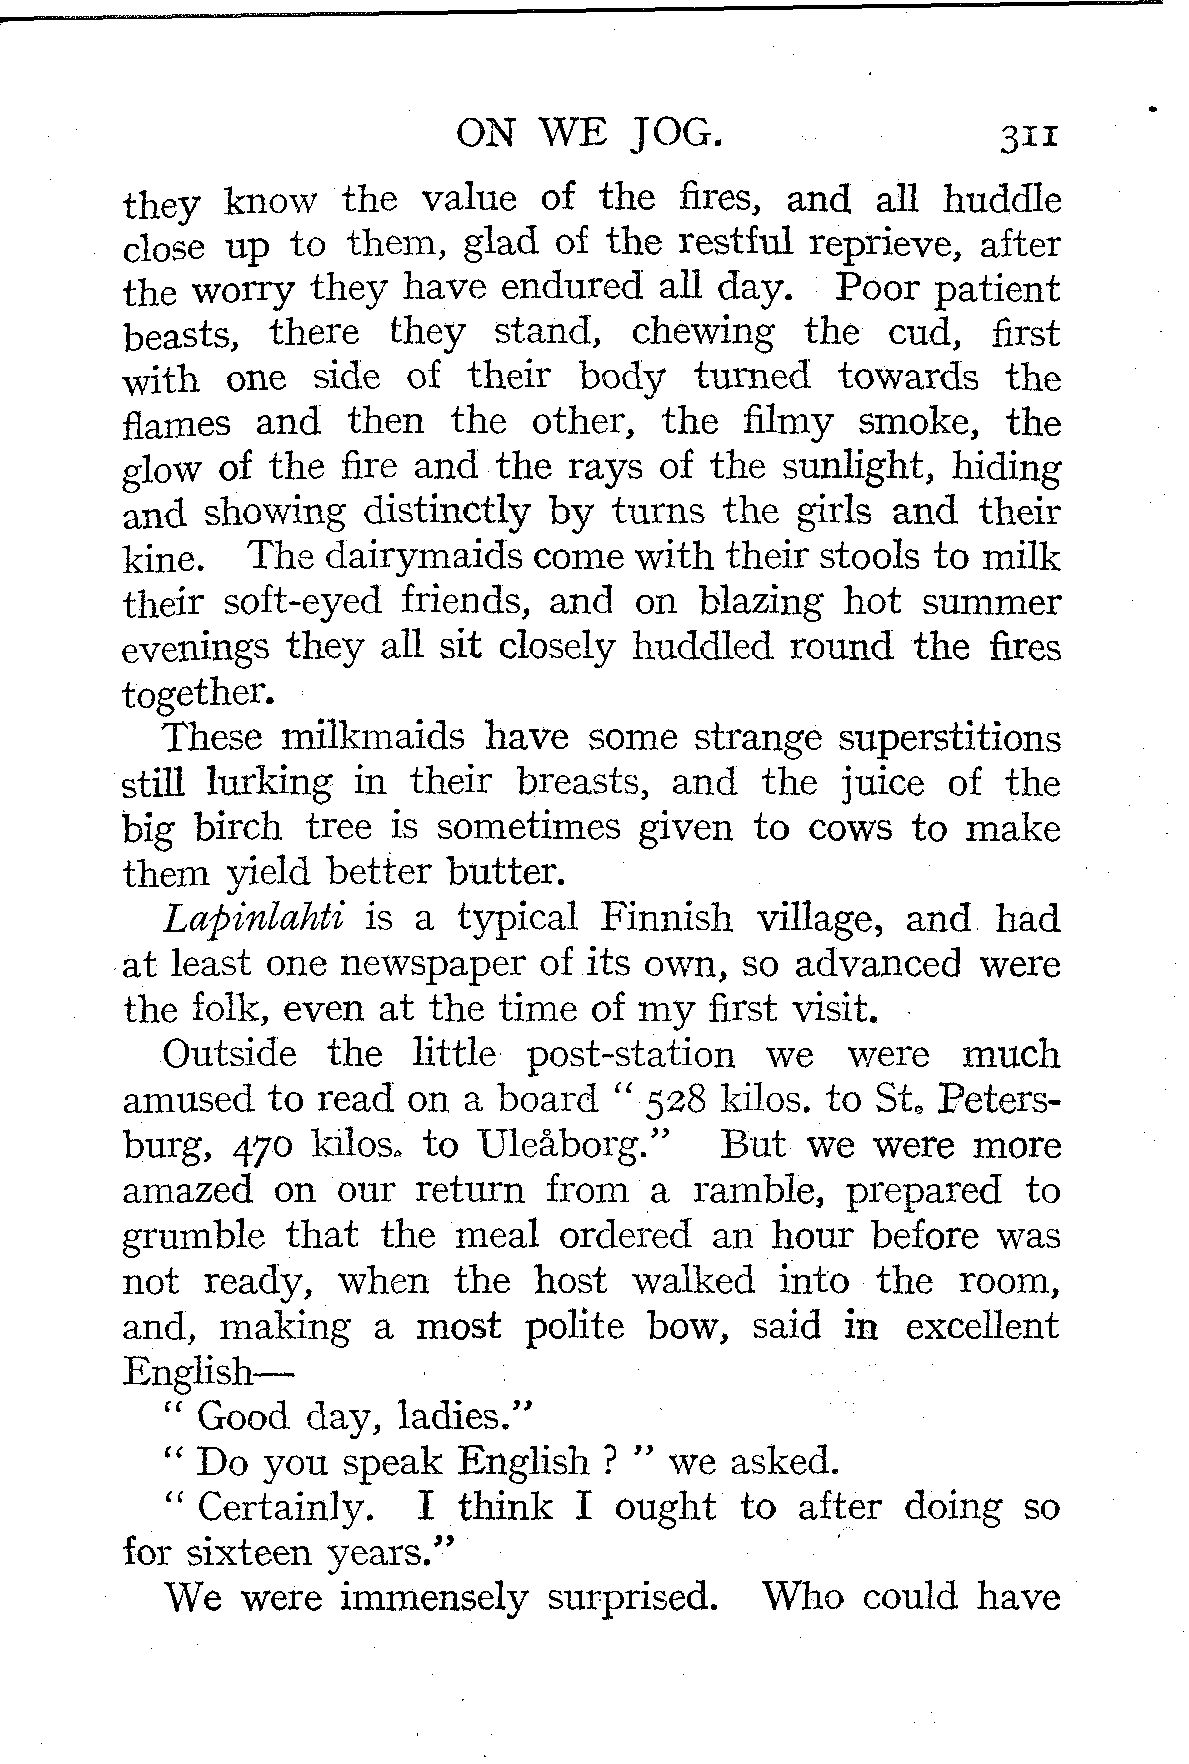 ON WE JOG. 311
they know the value of the fires, and all huddle
close up to them, glad of the restful reprieve, after
the worry they have endured all day. Poor patient
beasts, there they stand, chewing the cud, first
with one side of their body turned towards the
flames and then the other, the filmy smoke, the
glow of the fire and the rays of the sunlight, hiding
and showing distinctly by turns the girls and their
kine. The dairymaids come with their stools to milk
their soft-eyed friends, and on blazing hot summer
evenings they all sit closely huddled round the fires
together.
These milkmaids have some strange superstitions
still lurking in their breasts, and the juice of the
big birch tree is sometimes given to cows to make
them yield better butter.
Lapinlahti is a typical Finnish village, and had
at least one newspaper of its own, so advanced were
the folk, even at the time of my first visit.
Outside the little post-station we were much
amused to read on a board “ 528 kilos. to St. Peters-
burg, 470 kilos. to Uleåborg.” But we were more
amazed on our return from a ramble, prepared to
grumble that the meal ordered an hour before was
not ready, when the host walked into the room,
and, making a most polite bow, said in excellent
English—
“ Good day, ladies.”
“ Do you speak English ? ” we asked.
“ Certainly. I think I ought to after doing so
for sixteen years.”
We were immensely surprised. Who could have